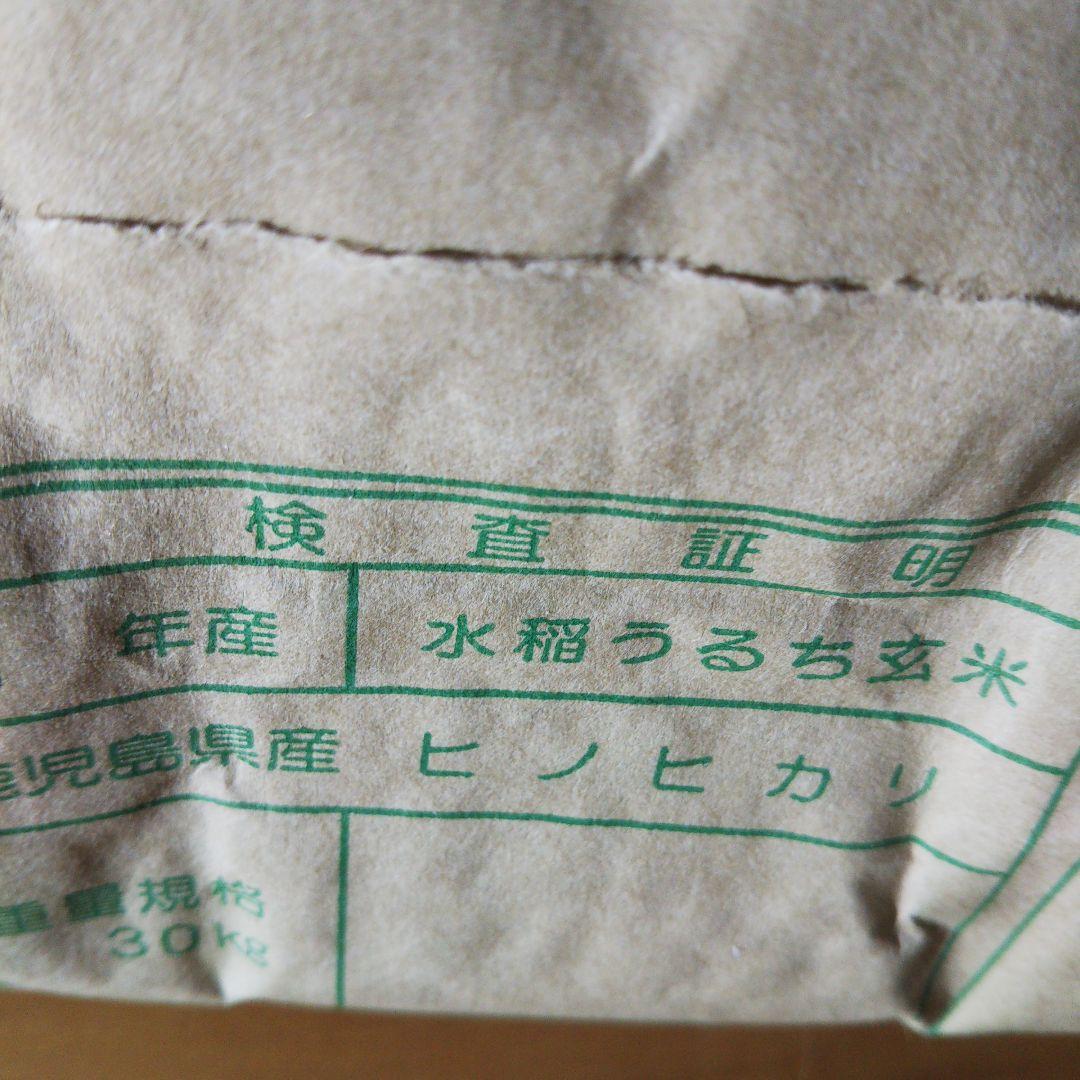 検査証明
年産 水稲うるち玄米
児島県産 ヒノヒカリ
重量規格
30kg